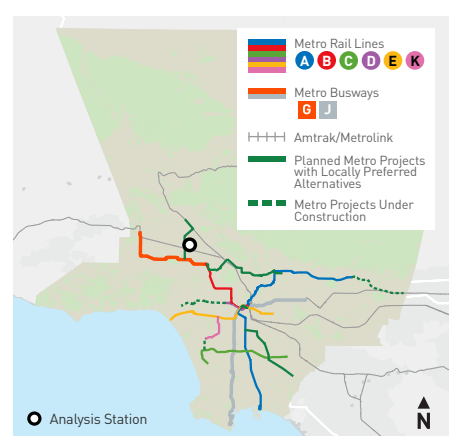 Metro Rail Lines
A B C D E K
Metro Busways
G J
Amtrak/Metrolink
Planned Metro Projects
with Locally Preferred
Alternatives
Metro Projects Under
Construction
Analysis Station
N